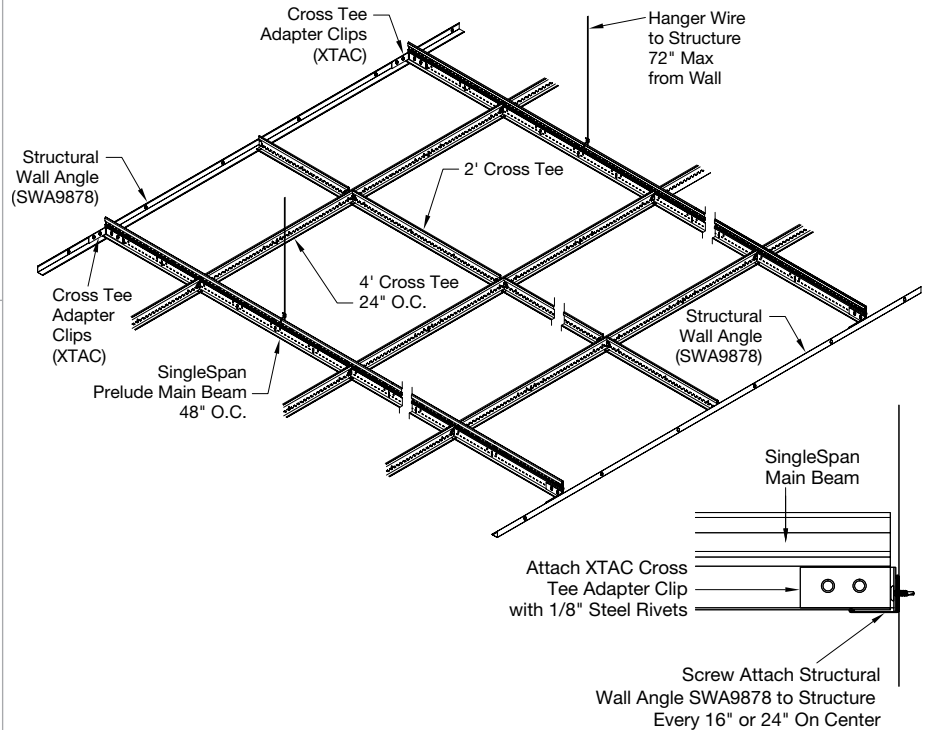 Cross Tee
Adapter Clips
(XTAC)
Hanger Wire
to Structure
72" Max
from Wall
Structural
Wall Angle
(SWA9878)
2' Cross Tee
Cross Tee
Adapter
Clips
(XTAC)
4' Cross Tee
24" O.C.
Structural
Wall Angle
(SWA9878)
SingleSpan
Prelude Main Beam
48" O.C.
SingleSpan
Main Beam
Attach XTAC Cross
Tee Adapter Clip
with 1/8" Steel Rivets
Screw Attach Structural
Wall Angle SWA9878 to Structure
Every 16" or 24" On Center